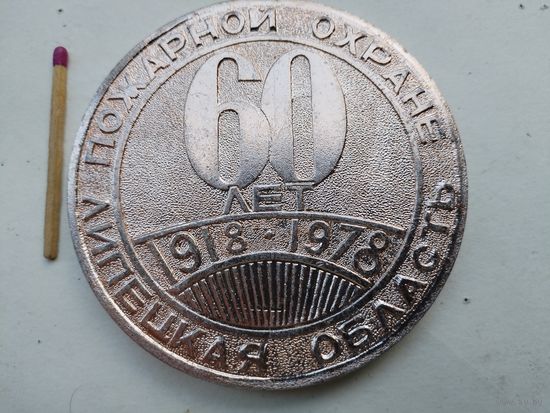 ПОЖАРНОЙ ОХРАНЕ
60
ЛЕТ
1918·1978
ЛИПЕЦКАЯ ОБЛАСТЬ